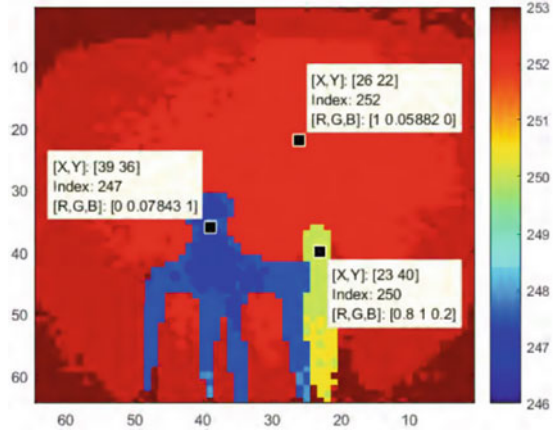 [X,Y]: [26 22]
Index: 252
[R,G,B]: [1 0.05882 0]
[X,Y]: [39 36]
Index: 247
[R,G,B]: [0 0.07843 1]
[X,Y]: [23 40]
Index: 250
[R,G,B]: [0.8 1 0.2]
10
20
30
40
50
60
60 50 40 30 20 10
253
252
251
250
249
248
247
246